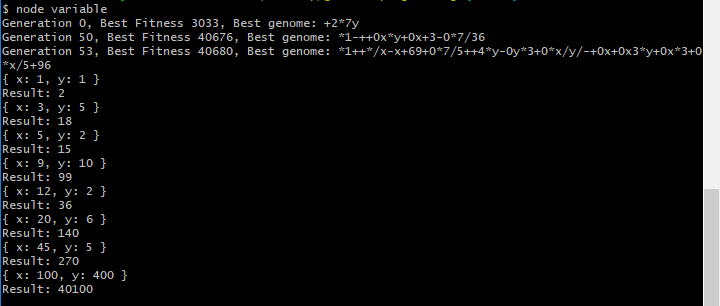 $ node variable
Generation 0, Best Fitness 3033, Best genome: +2*7y
Generation 50, Best Fitness 40676, Best genome: *1-++0x*y+0x+3-0*7/36
Generation 53, Best Fitness 40680, Best genome: *1++*/x-x+69+0*7/5++4*y-0y*3+0*x/y/-+0x+0x3*y+0x*3+0
*x/5+96
{ x: 1, y: 1 }
Result: 2
{ x: 3, y: 5 }
Result: 18
{ x: 5, y: 2 }
Result: 15
{ x: 9, y: 10 }
Result: 99
{ x: 12, y: 2 }
Result: 36
{ x: 20, y: 6 }
Result: 140
{ x: 45, y: 5 }
Result: 270
{ x: 100, y: 400 }
Result: 40100